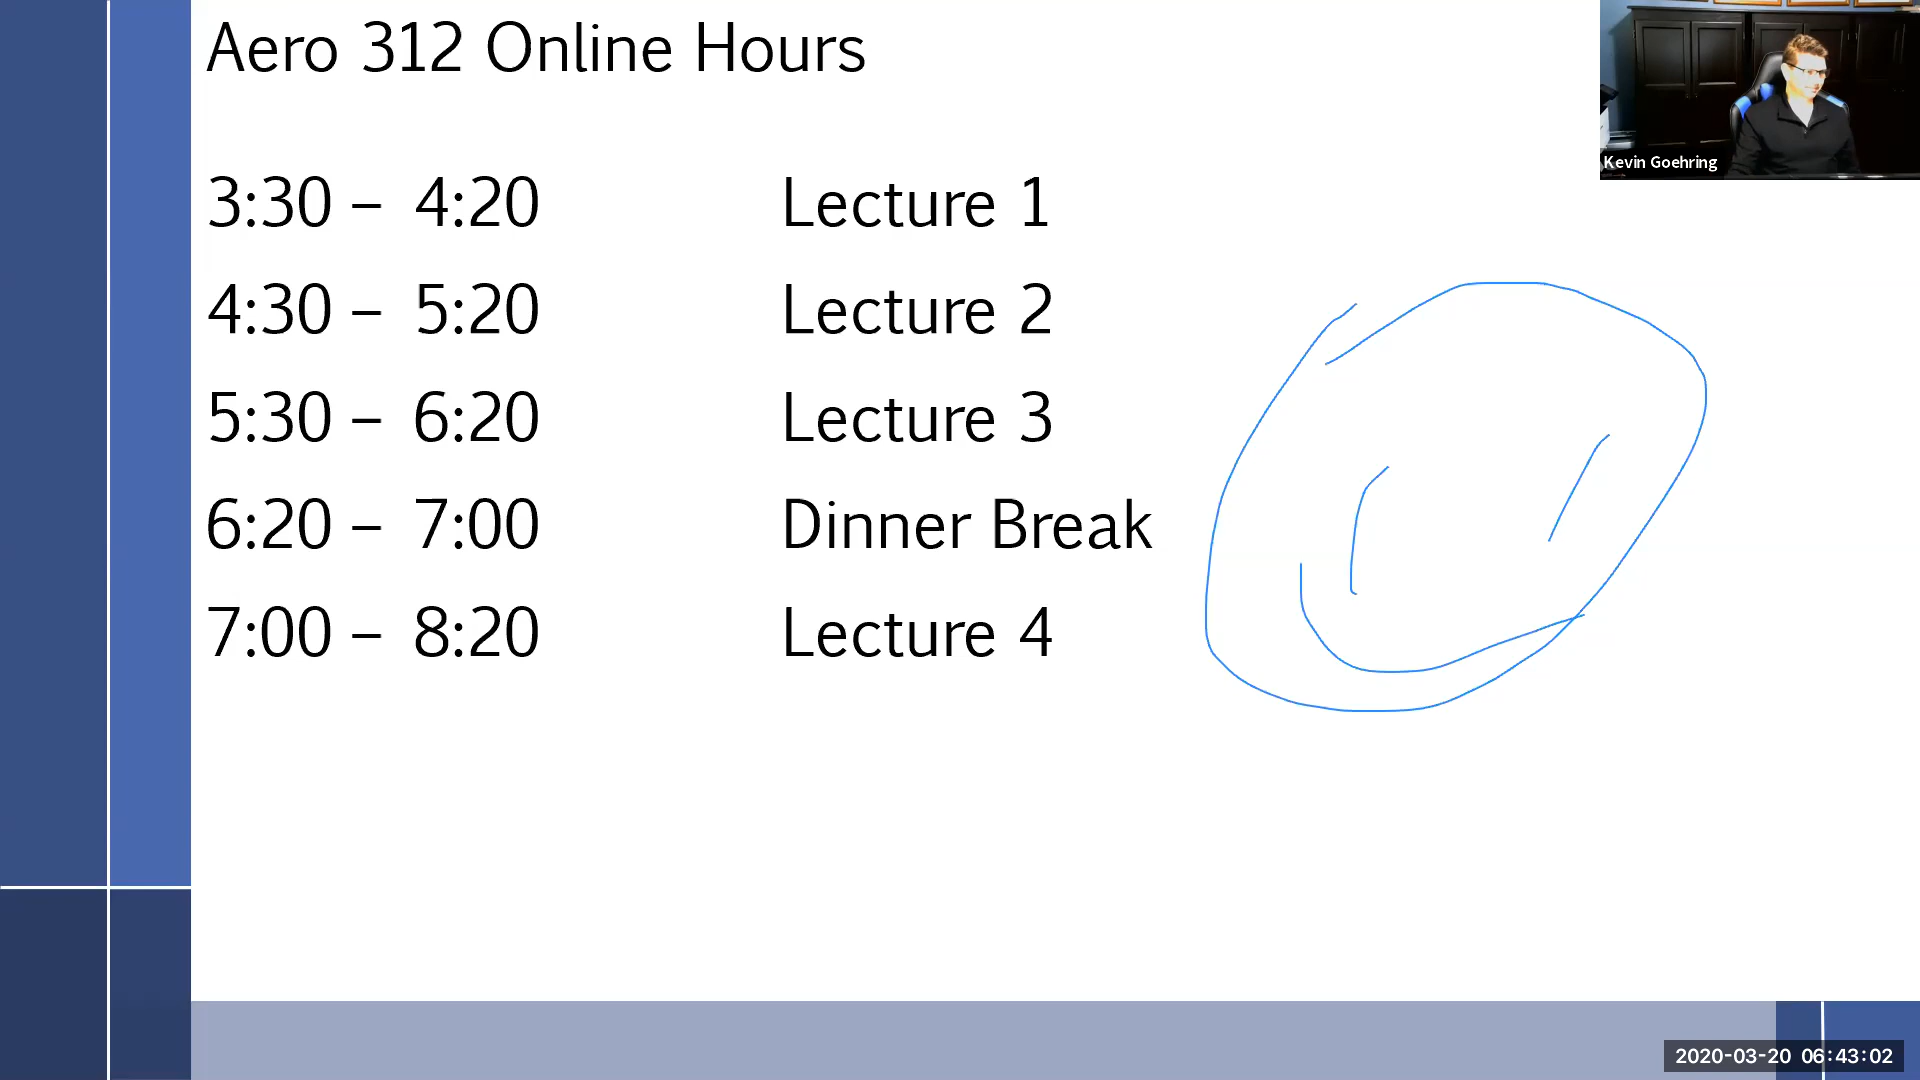 Aero 312 Online Hours
Kevin Goehring
3:30 – 4:20 Lecture 1
4:30 – 5:20 Lecture 2
5:30 – 6:20 Lecture 3
6:20 – 7:00 Dinner Break
7:00 – 8:20 Lecture 4
2020-03-20 06:43:02